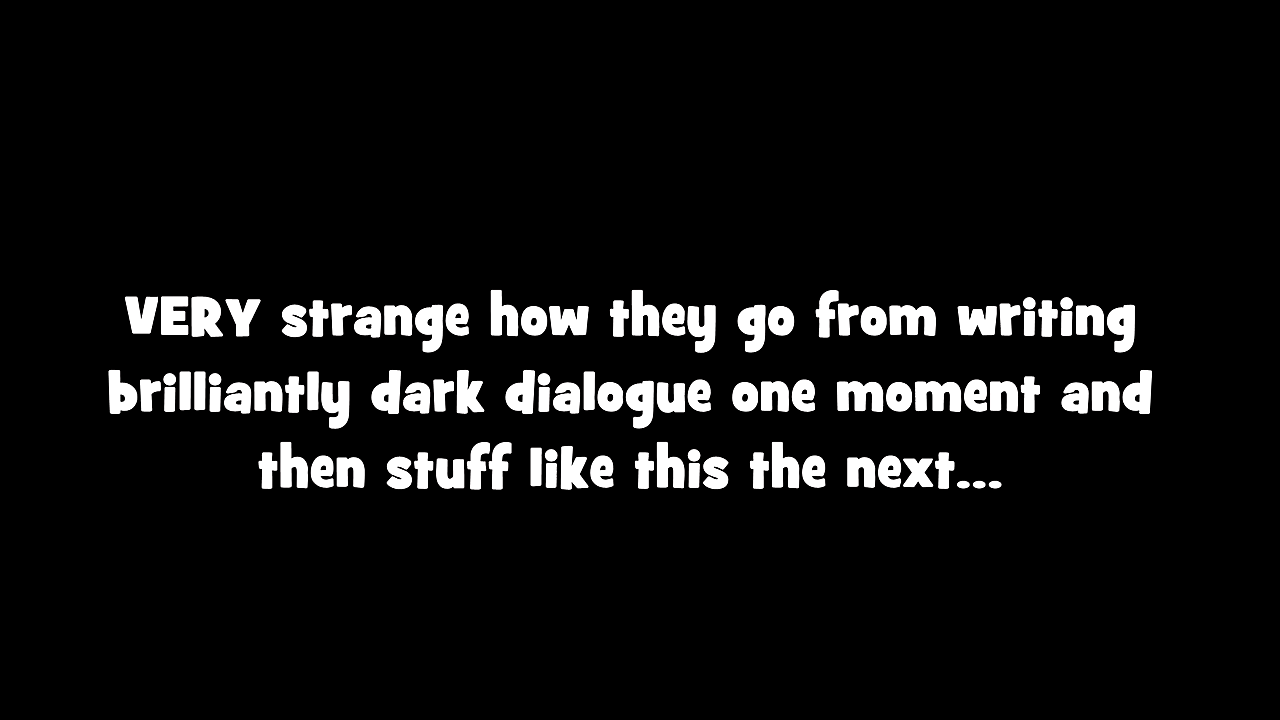 VERY strange how they go from writing
brilliantly dark dialogue one moment and
then stuff like this the next...